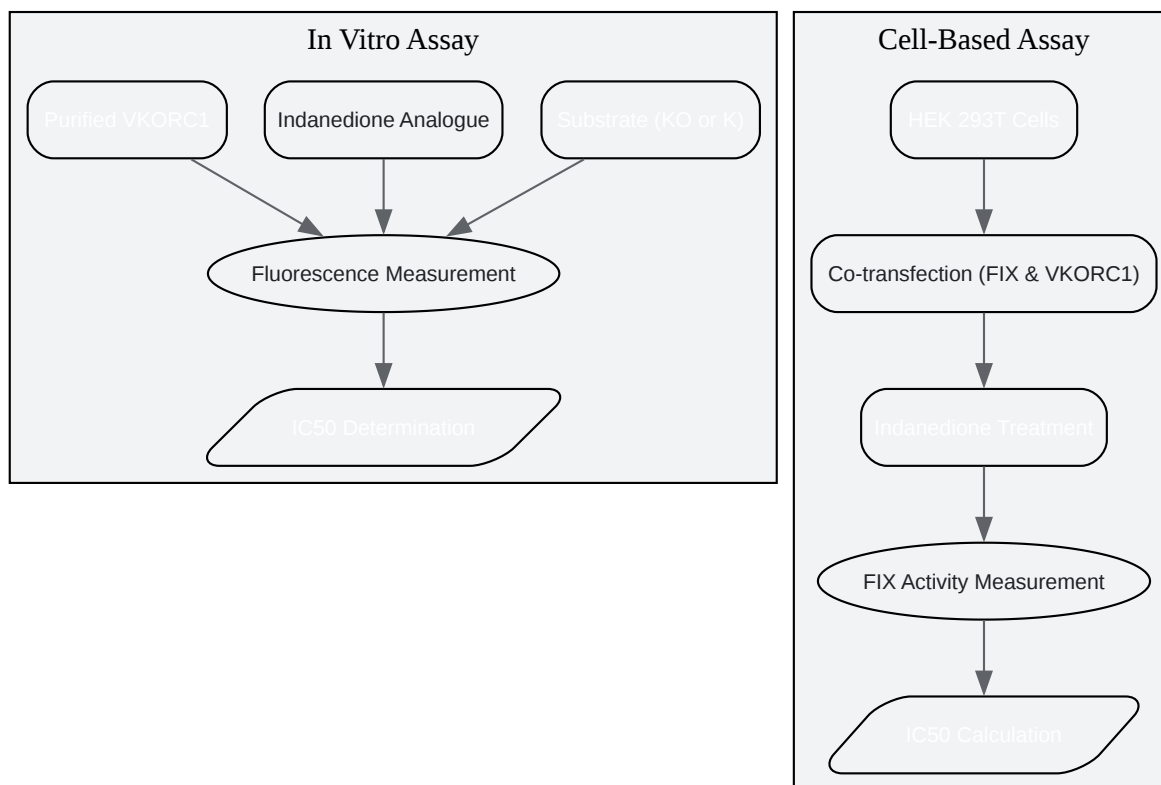 In Vitro Assay
Purified VKORC1
Indanedione Analogue
Substrate (KO or K)
Fluorescence Measurement
IC50 Determination
Cell-Based Assay
HEK 293T Cells
Co-transfection (FIX & VKORC1)
Indanedione Treatment
FIX Activity Measurement
IC50 Calculation